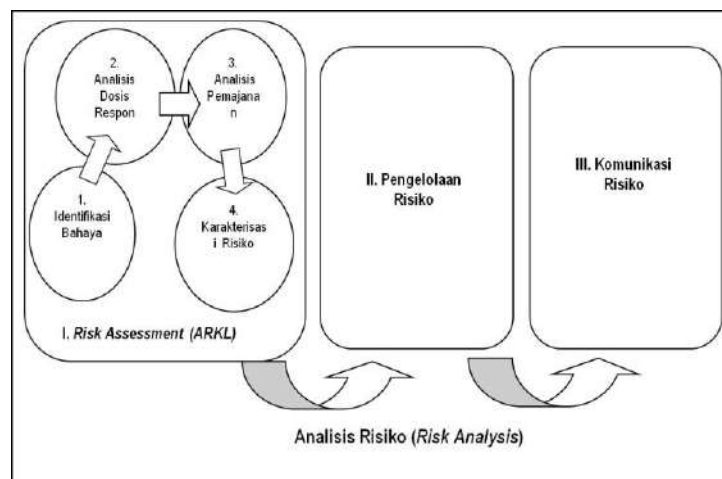 2.
Analisis
Dosis
Respon
3.
Analisis
Pemajana
n
1.
Identifikasi
Bahaya
4.
Karakterisas
i Risiko
I. Risk Assessment (ARKL)
II. Pengelolaan
Risiko
III. Komunikasi
Risiko
Analisis Risiko (Risk Analysis)